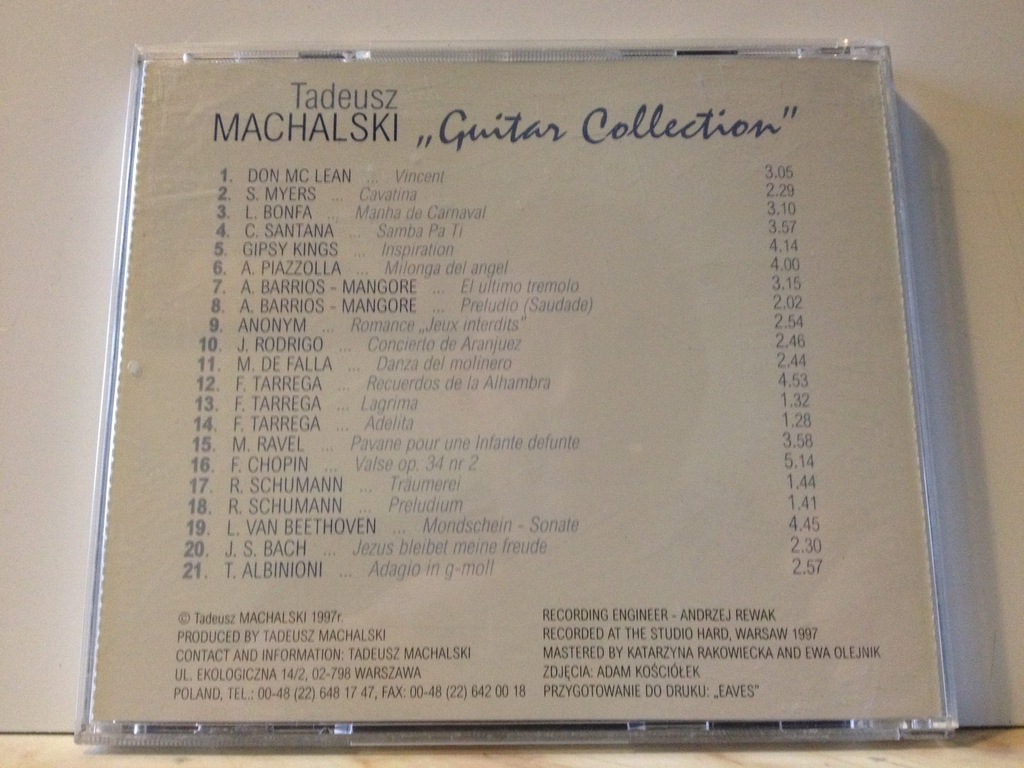 Tadeusz
MACHALSKI „Guitar Collection"
1. DON MC LEAN ... Vincent 3.05
2. S. MYERS ... Cavatina 2.29
3. L. BONFA ... Manha de Carnaval 3.10
4. C. SANTANA ... Samba Pa Ti 3.57
5. GIPSY KINGS ... Inspiration 4.14
6. A. PIAZZOLLA ... Milonga del angel 4.00
7. A. BARRIOS - MANGORE ... El ultimo tremolo 3.15
8. A. BARRIOS - MANGORE ... Preludio (Saudade) 2.02
9. ANONYM ... Romance „Jeux interdits" 2.54
10. J. RODRIGO ... Concierto de Aranjuez 2.46
11. M. DE FALLA ... Danza del molinero 2.44
12. F. TARREGA ... Recuerdos de la Alhambra 4.53
13. F. TARREGA ... Lagrima 1.32
14. F. TARREGA ... Adelita 1.28
15. M. RAVEL ... Pavane pour une Infante defunte 3.58
16. F. CHOPIN ... Valse op. 34 nr 2 5.14
17. R. SCHUMANN ... Träumerei 1.44
18. R. SCHUMANN ... Preludium 1.41
19. L. VAN BEETHOVEN ... Mondschein - Sonate 4.45
20. J. S. BACH ... Jezus bleibet meine freude 2.30
21. T. ALBINIONI ... Adagio in g-moll 2.57
© Tadeusz MACHALSKI 1997r.
PRODUCED BY TADEUSZ MACHALSKI
CONTACT AND INFORMATION: TADEUSZ MACHALSKI
UL. EKOLOGICZNA 14/2, 02-798 WARSZAWA
POLAND, TEL.: 00-48 (22) 648 17 47, FAX: 00-48 (22) 642 00 18
RECORDING ENGINEER - ANDRZEJ REWAK
RECORDED AT THE STUDIO HARD, WARSAW 1997
MASTERED BY KATARZYNA RAKOWIECKA AND EWA OLEJNIK
ZDJĘCIA: ADAM KOŚCIÓŁEK
PRZYGOTOWANIE DO DRUKU: „EAVES"